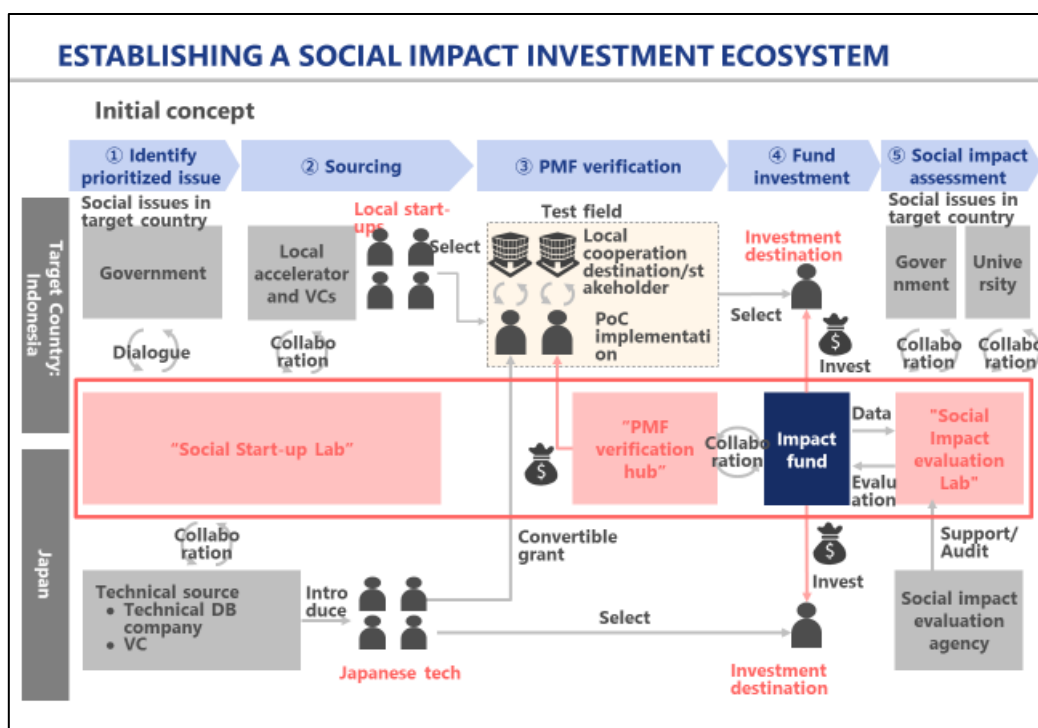 ESTABLISHING A SOCIAL IMPACT INVESTMENT ECOSYSTEM
Initial concept
① Identify
prioritized issue
② Sourcing
③ PMF verification
④ Fund
investment
⑤ Social impact
assessment
Target Country:
Indonesia
Social issues in
target country
Government
Dialogue
Local
accelerator
and VCs
Collabo
ration
Local start-
ups
Select
Test field
Local
cooperation
destination/st
akeholder
PoC
implementati
on
Select
Investment
destination
$
Invest
Social issues in
target country
Gover
nment
Unive
rsity
Collabo
ration
Collabo
ration
"Social Start-up Lab"
$
"PMF
verification
hub"
Collabo
ration
Impact
fund
Data
Evalu
ation
"Social
Impact
evaluation
Lab"
Japan
Collabo
ration
Technical source
• Technical DB
company
• VC
Intro
duce
Japanese tech
Convertible
grant
Select
$
Invest
Investment
destination
Support/
Audit
Social impact
evaluation
agency